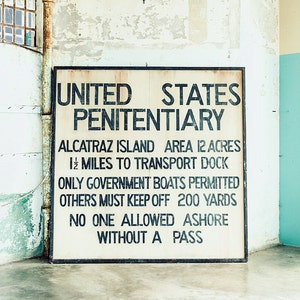 UNITED STATES
PENITENTIARY
ALCATRAZ ISLAND AREA 12 ACRES
1½ MILES TO TRANSPORT DOCK
ONLY GOVERNMENT BOATS PERMITTED
OTHERS MUST KEEP OFF 200 YARDS
NO ONE ALLOWED ASHORE
WITHOUT A PASS